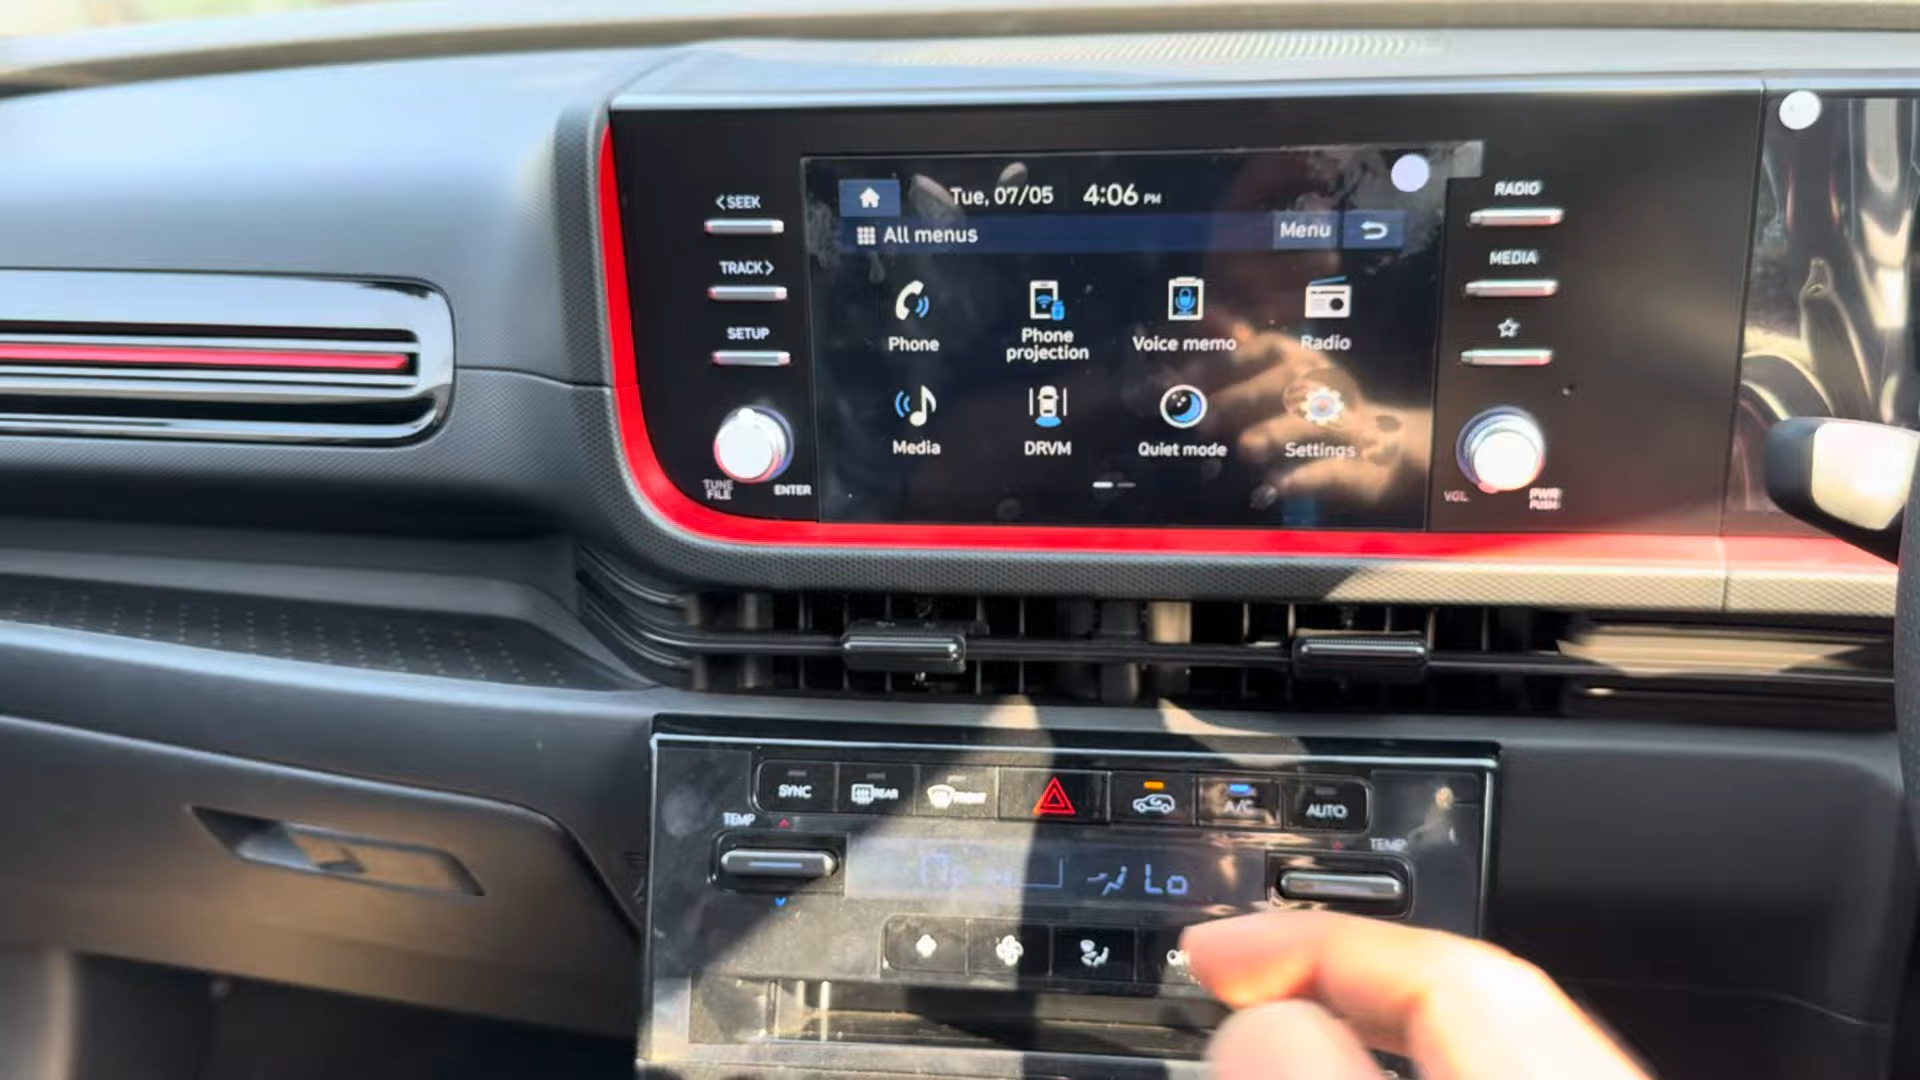 <SEEK
TRACK>
SETUP
TUNE
FILE
ENTER
Tue, 07/05 4:06 PM
All menus
Menu
Phone
Phone
projection
Voice memo
Radio
Media
DRVM
Quiet mode
Settings
RADIO
MEDIA
VOL
PWR
PUSH
SYNC
REAR
FRONT
A/C
AUTO
TEMP
TEMP
Lo